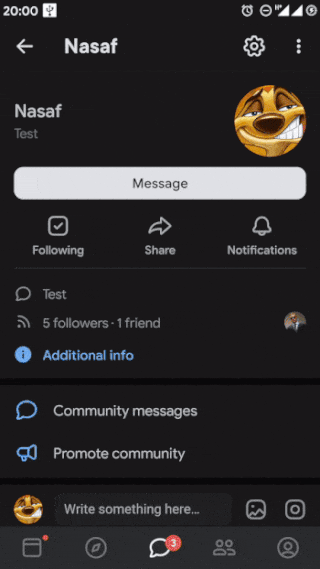 20:00
Nasaf
Nasaf
Test
Message
Following
Share
Notifications
Test
5 followers · 1 friend
Additional info
Community messages
Promote community
Write something here...
3